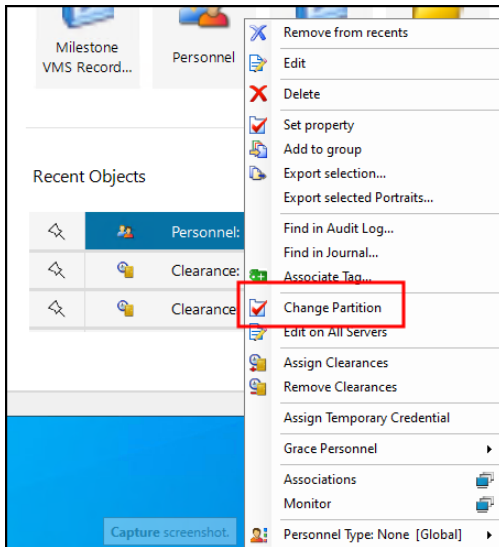 Milestone
VMS Record...
Personnel
Recent Objects
Personnel:
Clearance:
Clearance:
Capture screenshot.
Remove from recents
Edit
Delete
Set property
Add to group
Export selection...
Export selected Portraits...
Find in Audit Log...
Find in Journal...
Associate Tag...
Change Partition
Edit on All Servers
Assign Clearances
Remove Clearances
Assign Temporary Credential
Grace Personnel
Associations
Monitor
Personnel Type: None [Global]